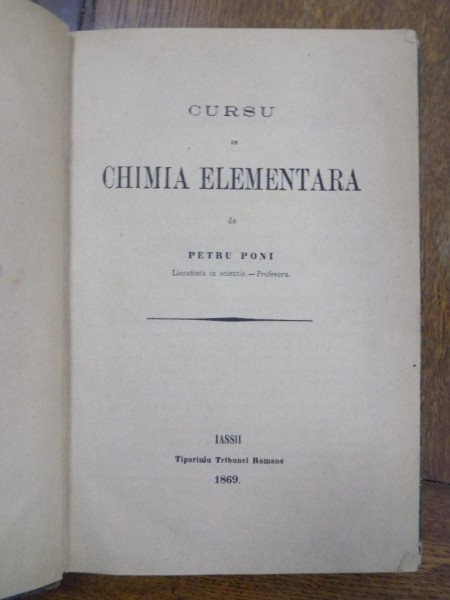 CURSU
DE
CHIMIA ELEMENTARA
de
PETRU PONI
Licentiatu in scientie.—Profesoru.
IASSII
Tipariulu Tribunei Romane
1869.